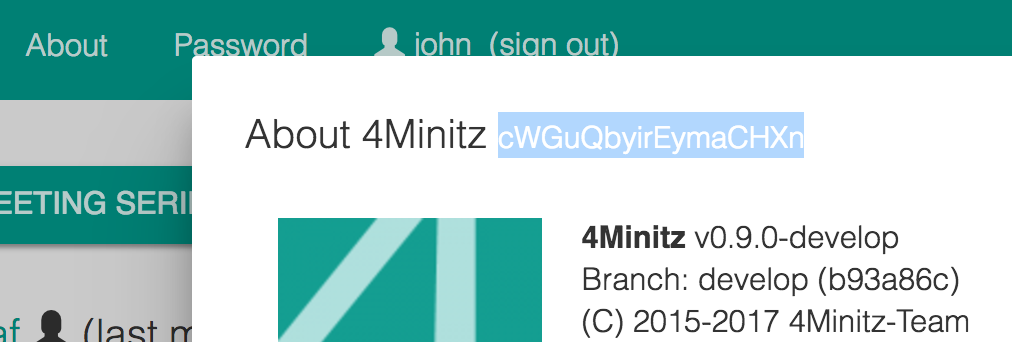 About Password john (sign out)
About 4Minitz cWGuQbyirEymaCHXn
EETING SERI
4Minitz v0.9.0-develop
Branch: develop (b93a86c)
(C) 2015-2017 4Minitz-Team
af (last m